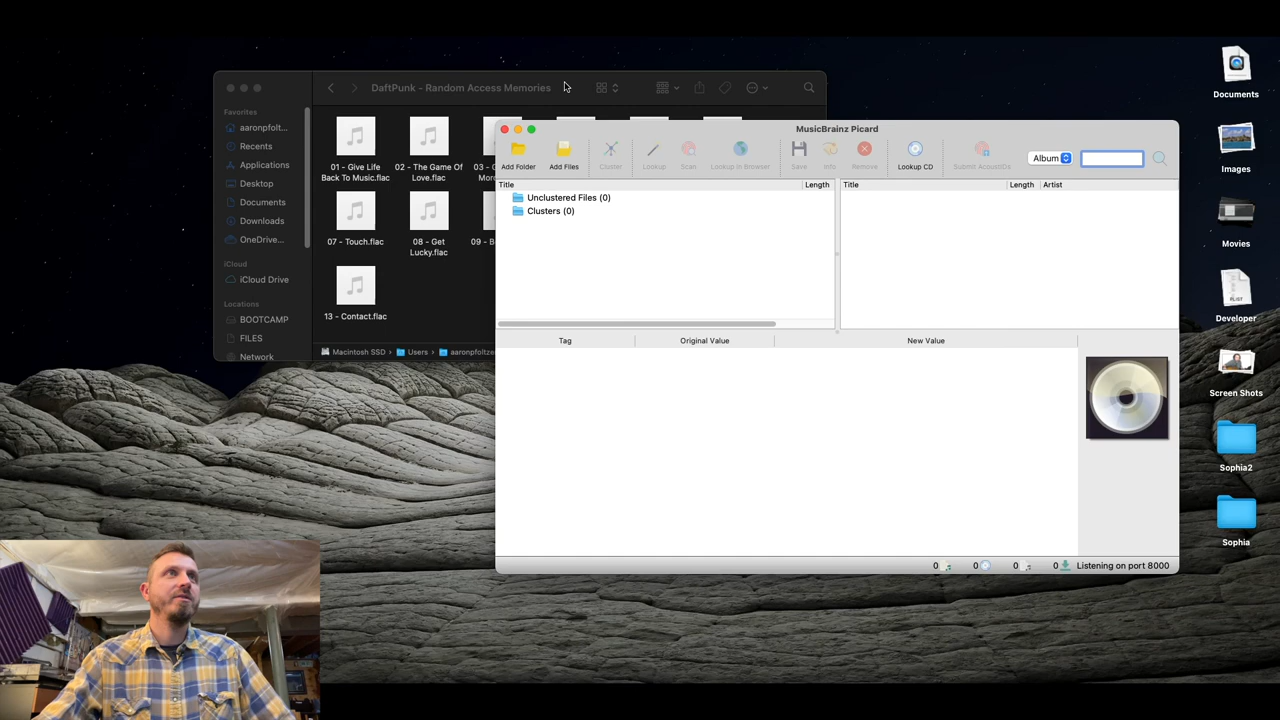 DaftPunk - Random Access Memories
Favorites
aaronpfolt...
Recents
Applications
Desktop
Documents
Downloads
OneDrive...
iCloud
iCloud Drive
Locations
BOOTCAMP
FILES
Network
01 - Give Life
Back To Music.flac
02 - The Game Of
Love.flac
03 -
07 - Touch.flac
08 - Get
Lucky.flac
09 - B
13 - Contact.flac
Macintosh SSD
Users
aaronpfoltze
MusicBrainz Picard
Add Folder
Add Files
Cluster
Lookup
Scan
Lookup in Browser
Save
Info
Remove
Lookup CD
Submit AcoustIDs
Album
Title
Length
Title
Length
Artist
Unclustered Files (0)
Clusters (0)
Tag
Original Value
New Value
0
0
0
0
Listening on port 8000
Documents
Images
Movies
PLIST
Developer
Screen Shots
Sophia2
Sophia